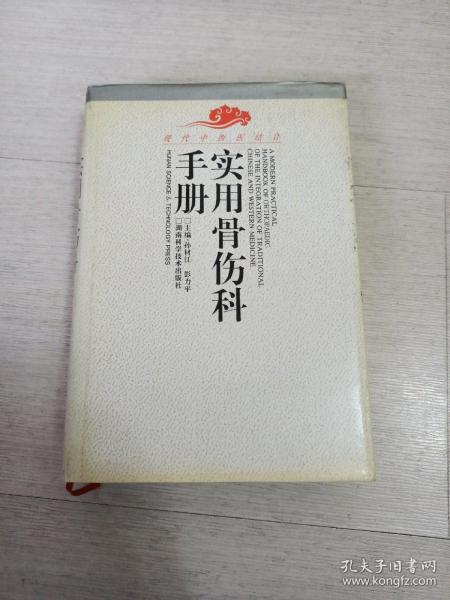 现代中西医结合
实用骨伤科
手册
A MODERN PRACTICAL
HANDBOOK OF ORTHOPAEDIC
OF THE INTEGRATION OF TRADITIONAL
CHINESE AND WESTERN MEDICINE
□主编·孙材江 彭力平
□湖南科学技术出版社
HUNAN SCIENCE & TECHNOLOGY PRESS
孔夫子旧书网
www.kongfz.com